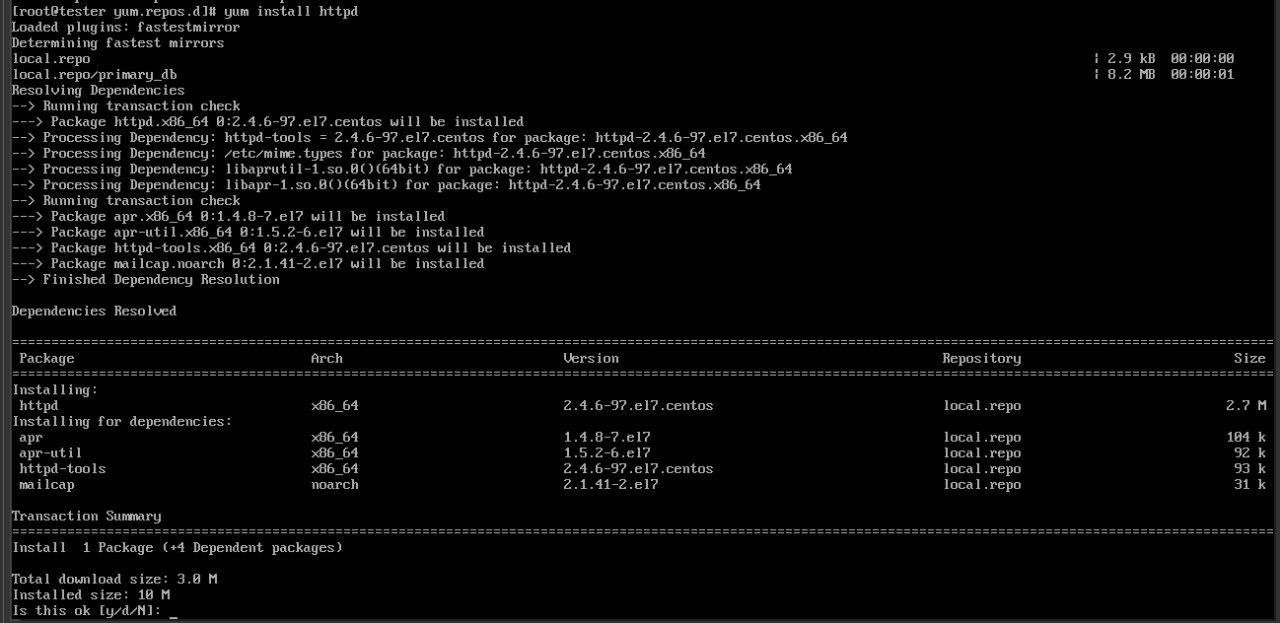 [root@tester yum.repos.d]# yum install httpd
Loaded plugins: fastestmirror
Determining fastest mirrors
local.repo | 2.9 kB 00:00:00
local.repo/primary_db | 8.2 MB 00:00:01
Resolving Dependencies
--> Running transaction check
---> Package httpd.x86_64 0:2.4.6-97.el7.centos will be installed
--> Processing Dependency: httpd-tools = 2.4.6-97.el7.centos for package: httpd-2.4.6-97.el7.centos.x86_64
--> Processing Dependency: /etc/mime.types for package: httpd-2.4.6-97.el7.centos.x86_64
--> Processing Dependency: libaprutil-1.so.0()(64bit) for package: httpd-2.4.6-97.el7.centos.x86_64
--> Processing Dependency: libapr-1.so.0()(64bit) for package: httpd-2.4.6-97.el7.centos.x86_64
--> Running transaction check
---> Package apr.x86_64 0:1.4.8-7.el7 will be installed
---> Package apr-util.x86_64 0:1.5.2-6.el7 will be installed
---> Package httpd-tools.x86_64 0:2.4.6-97.el7.centos will be installed
---> Package mailcap.noarch 0:2.1.41-2.el7 will be installed
--> Finished Dependency Resolution
Dependencies Resolved
Package Arch Version Repository Size
Installing:
httpd x86_64 2.4.6-97.el7.centos local.repo 2.7 M
Installing for dependencies:
apr x86_64 1.4.8-7.el7 local.repo 104 k
apr-util x86_64 1.5.2-6.el7 local.repo 92 k
httpd-tools x86_64 2.4.6-97.el7.centos local.repo 93 k
mailcap noarch 2.1.41-2.el7 local.repo 31 k
Transaction Summary
Install 1 Package (+4 Dependent packages)
Total download size: 3.0 M
Installed size: 10 M
Is this ok [y/d/N]: _